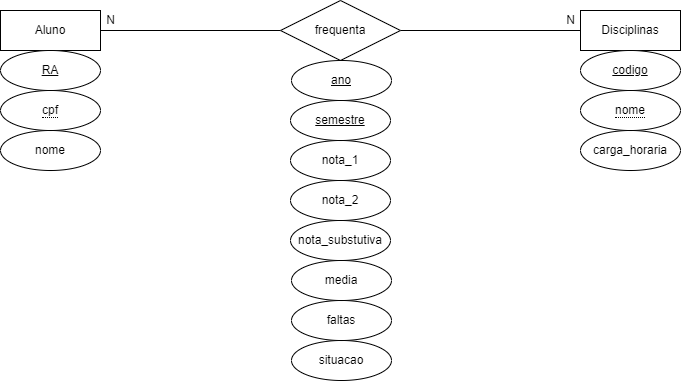 Aluno
N
frequenta
N
Disciplinas
RA
cpf
nome
ano
semestre
nota_1
nota_2
nota_substutiva
media
faltas
situacao
codigo
nome
carga_horaria